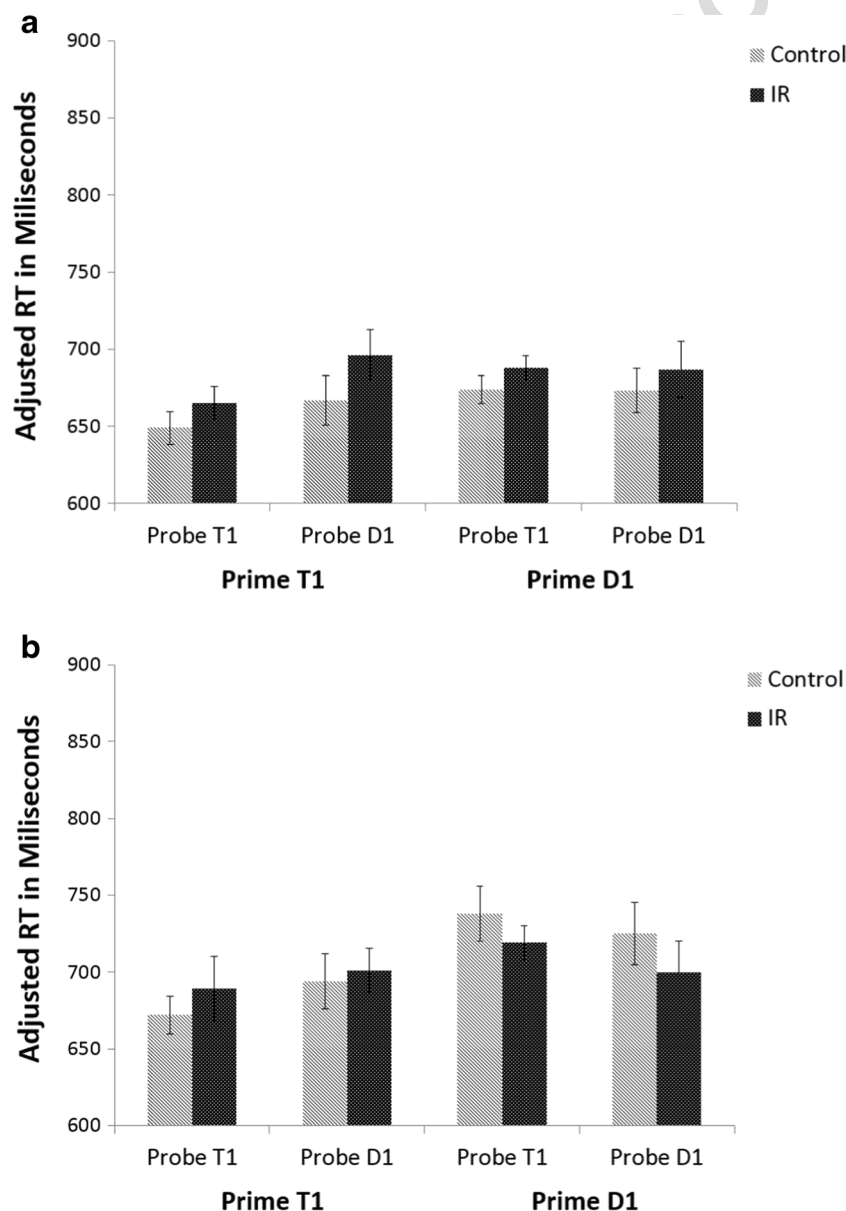 a
Adjusted RT in Miliseconds
900
850
800
750
700
650
600
Control
IR
Probe T1 Probe D1 Probe T1 Probe D1
Prime T1 Prime D1
b
Adjusted RT in Miliseconds
900
850
800
750
700
650
600
Control
IR
Probe T1 Probe D1 Probe T1 Probe D1
Prime T1 Prime D1